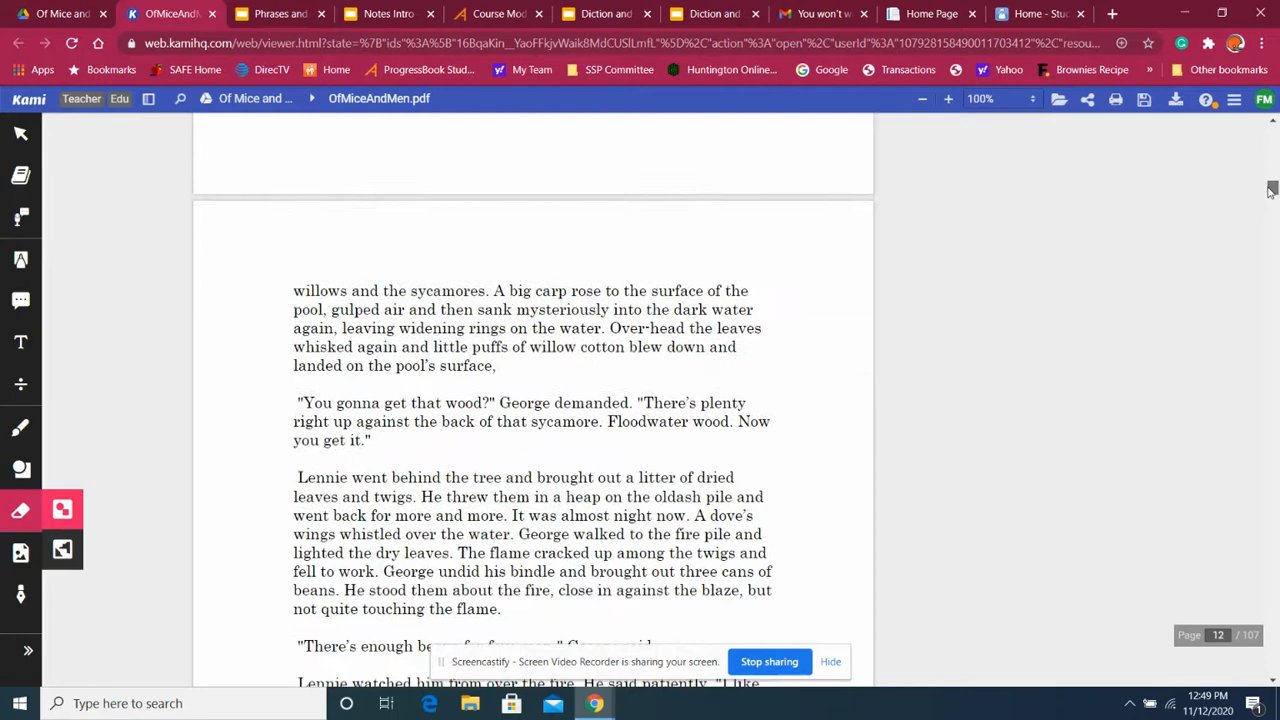 Of Mice and
OfMiceAndM
Phrases and
Notes Intro
Course Mod
Diction and
Diction and
You won't w
Home Page
Home - Stu
web.kamihq.com/web/viewer.html?state=%7B"ids"%3A%5B"16BqaKin__YaoFFkjvWaik8MdCUSlLmfL"%5D%2C"action"%3A"open"%2C"userId"%3A"107928158490011703412"%2C"resou...
Apps
Bookmarks
SAFE Home
DirecTV
Home
ProgressBook Stud...
My Team
SSP Committee
Huntington Online...
Google
Transactions
Yahoo
Brownies Recipe
Other bookmarks
Kami
Teacher
Edu
Of Mice and ...
OfMiceAndMen.pdf
100%
FM
willows and the sycamores. A big carp rose to the surface of the
pool, gulped air and then sank mysteriously into the dark water
again, leaving widening rings on the water. Over-head the leaves
whisked again and little puffs of willow cotton blew down and
landed on the pool's surface,
"You gonna get that wood?" George demanded. "There's plenty
right up against the back of that sycamore. Floodwater wood. Now
you get it."
Lennie went behind the tree and brought out a litter of dried
leaves and twigs. He threw them in a heap on the oldash pile and
went back for more and more. It was almost night now. A dove's
wings whistled over the water. George walked to the fire pile and
lighted the dry leaves. The flame cracked up among the twigs and
fell to work. George undid his bindle and brought out three cans of
beans. He stood them about the fire, close in against the blaze, but
not quite touching the flame.
Page 12 / 107
"There's enough
Screencastify - Screen Video Recorder is sharing your screen.
Stop sharing
Hide
Lennie watched him from over the fire. He said patiently, "I like
Type here to search
12:49 PM
11/12/2020
1